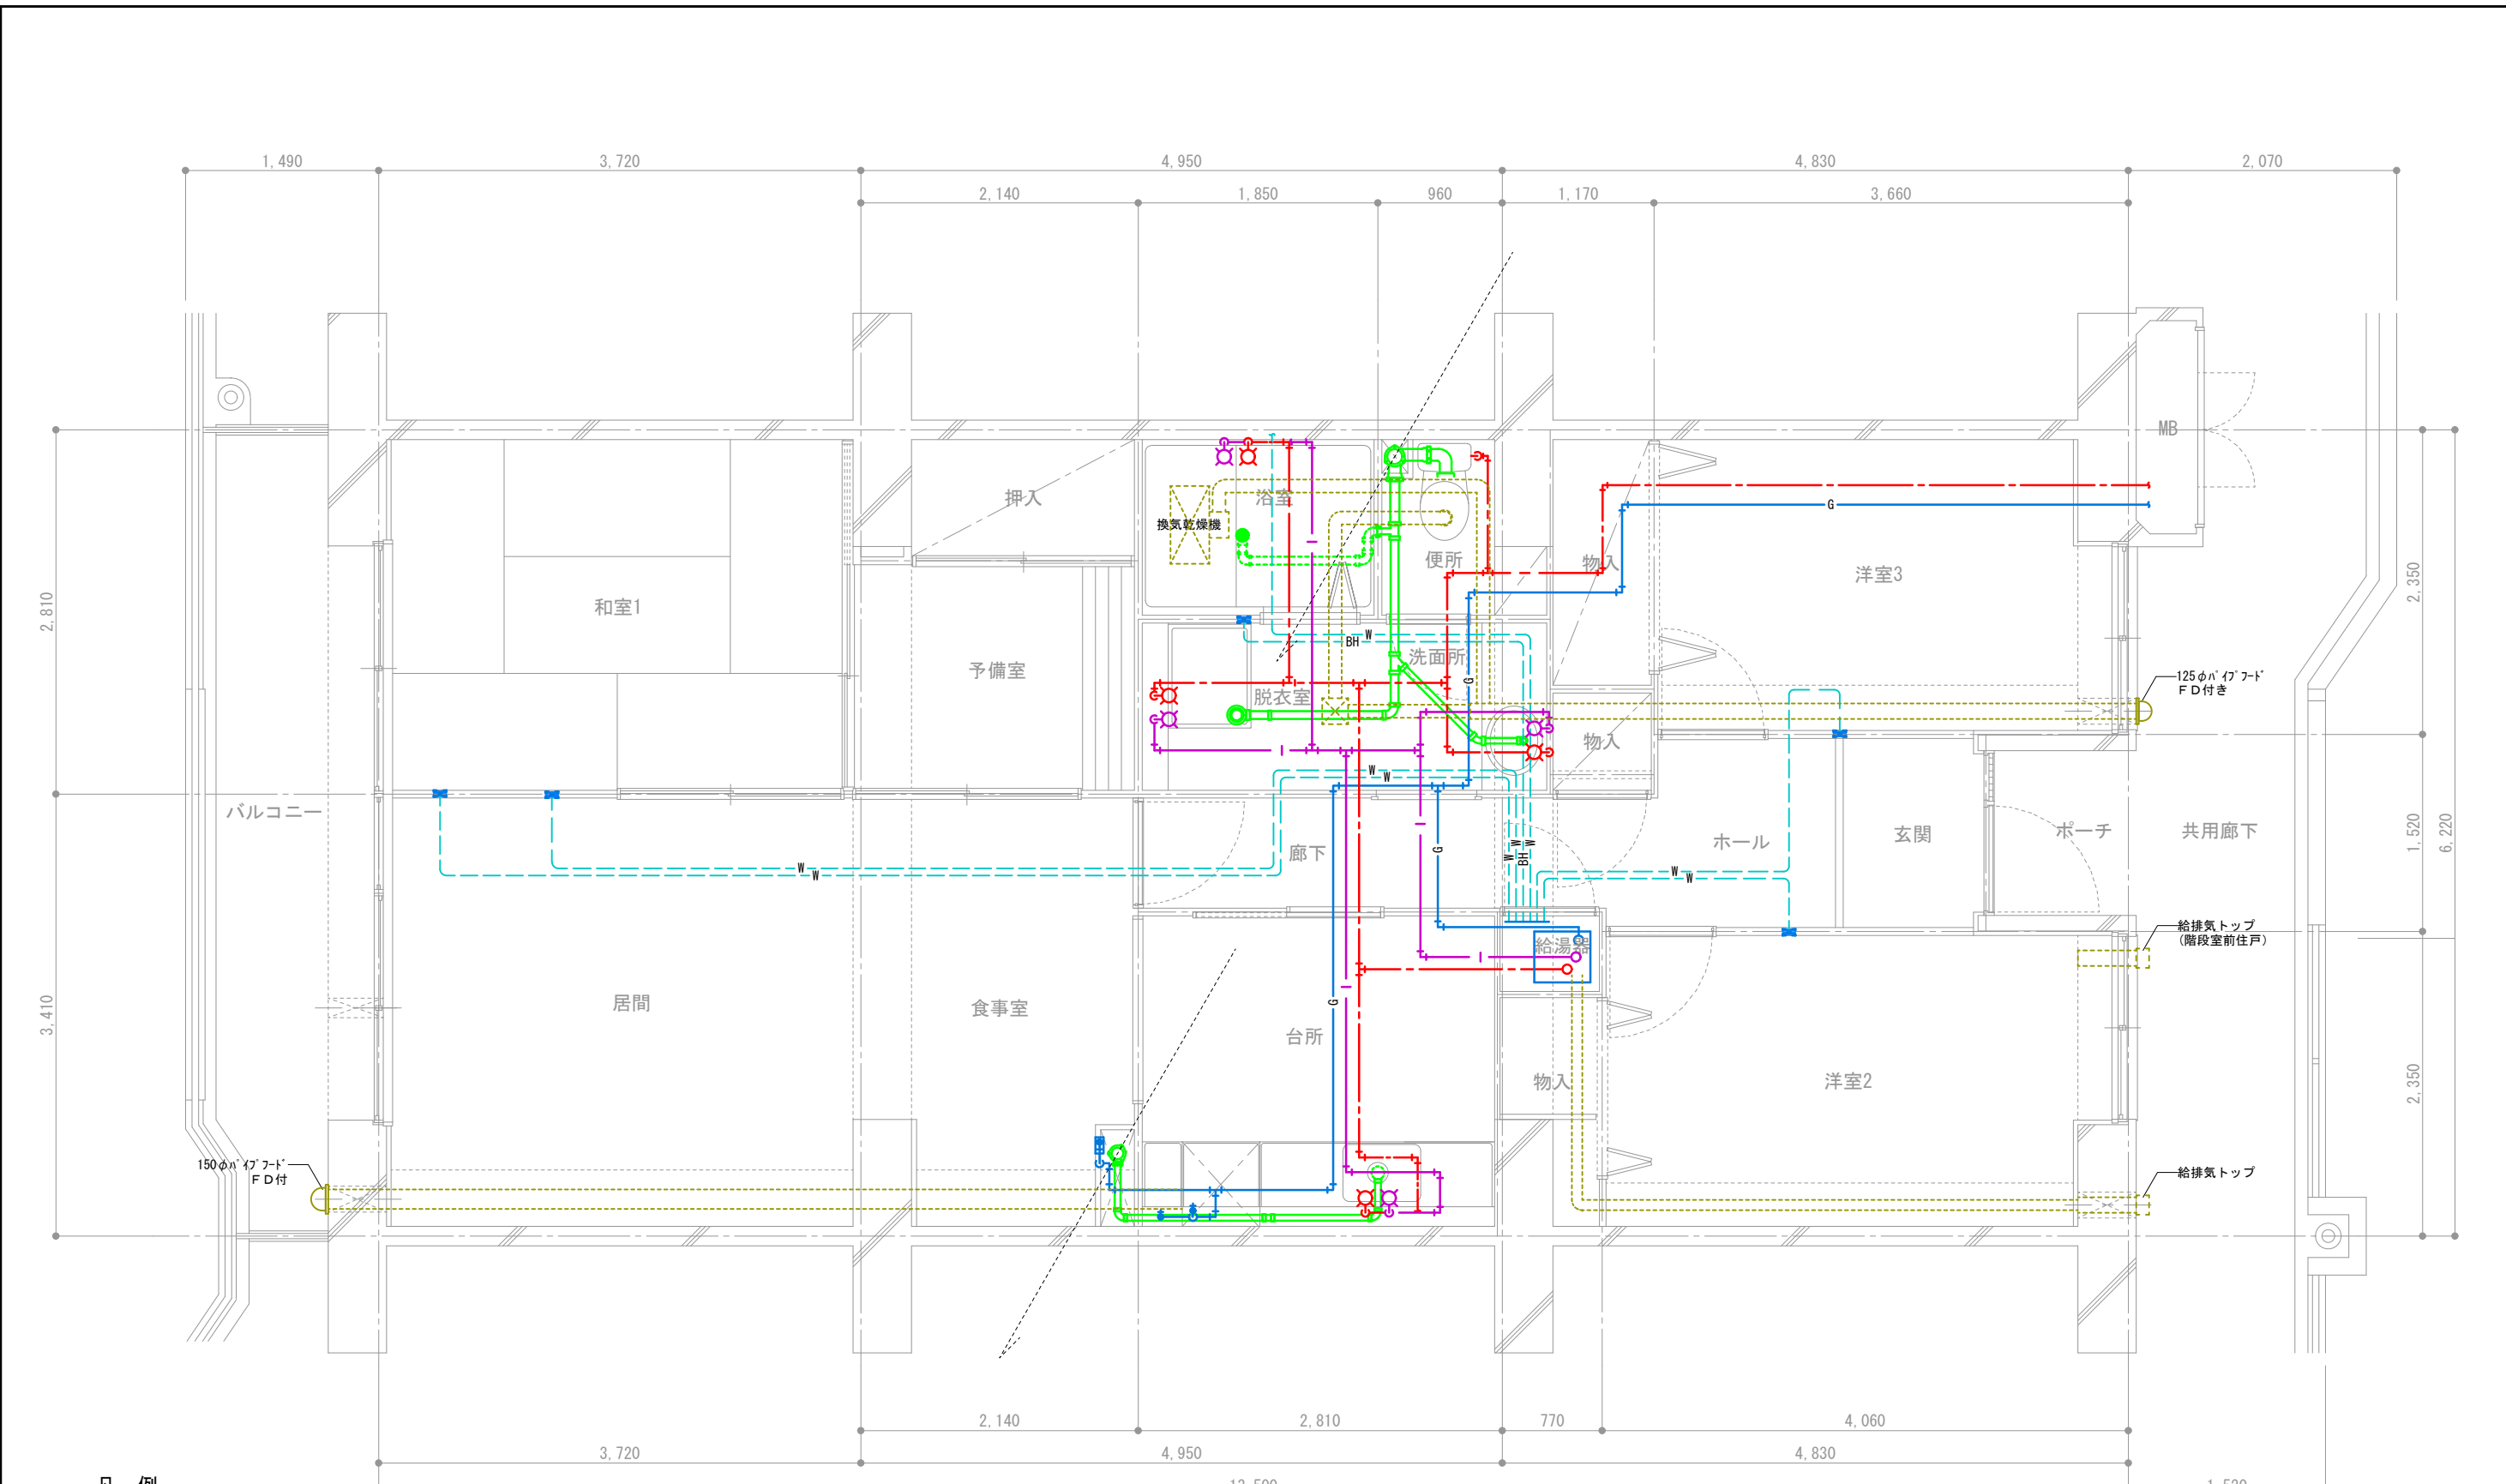 1,490
3,720
4,950
4,830
2,070
2,140
1,850
960
1,170
3,660
MB
押入
浴室
換気乾燥機
G
便所
物入
洋室3
和室1
2,810
2,350
W
BH
予備室
洗面所
G
脱衣室
125φパイプフード
FD付き
物入
W
W
バルコニー
廊下
ホール
玄関
ポーチ
共用廊下
1,520
6,220
G
W
W
BH
W
W
W
W
W
給湯器
給排気トップ
(階段室前住戸)
居間
食事室
G
台所
3,410
物入
洋室2
2,350
150φパイプフード
FD付
給排気トップ
2,140
2,810
770
4,060
3,720
4,950
4,830
凡 例